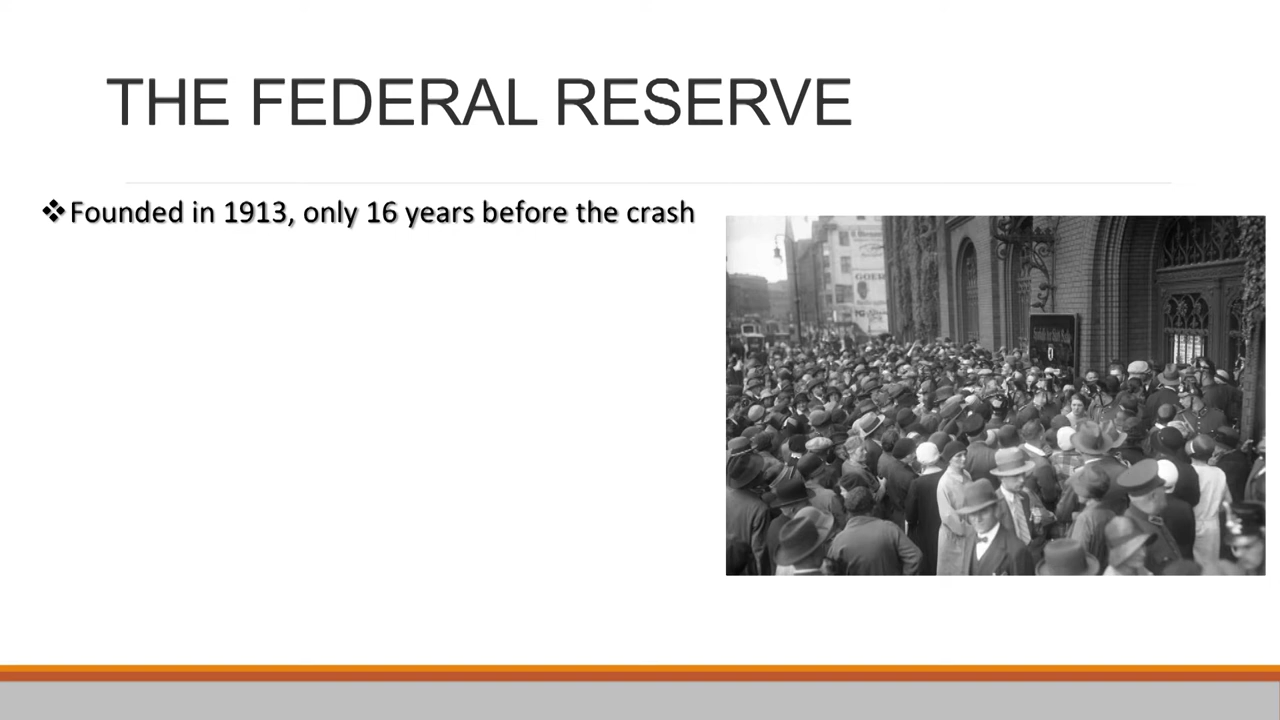 THE FEDERAL RESERVE
❖Founded in 1913, only 16 years before the crash